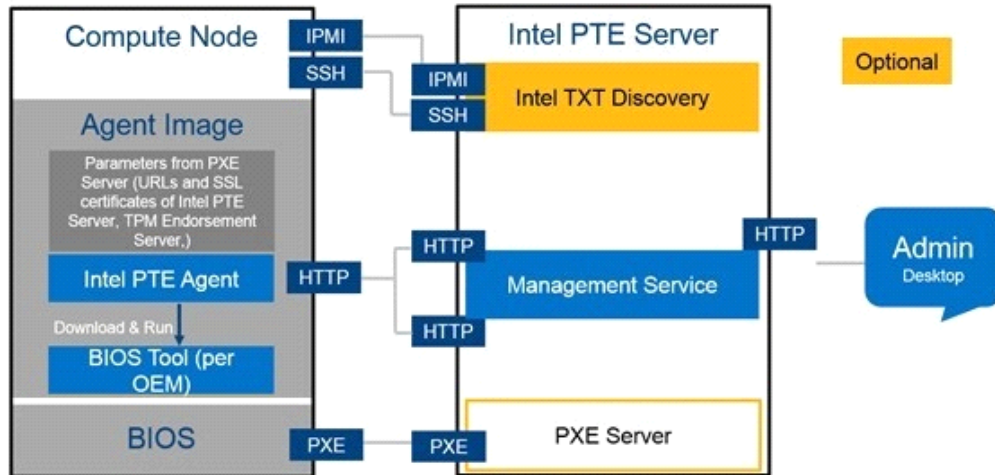 Compute Node
IPMI
SSH
Agent Image
Parameters from PXE
Server (URLs and SSL
certificates of Intel PTE
Server, TPM Endorsement
Server,)
Intel PTE Agent
HTTP
Download & Run
BIOS Tool (per
OEM)
BIOS
PXE
Intel PTE Server
IPMI
SSH
Intel TXT Discovery
HTTP
HTTP
Management Service
HTTP
PXE
PXE Server
Optional
Admin
Desktop